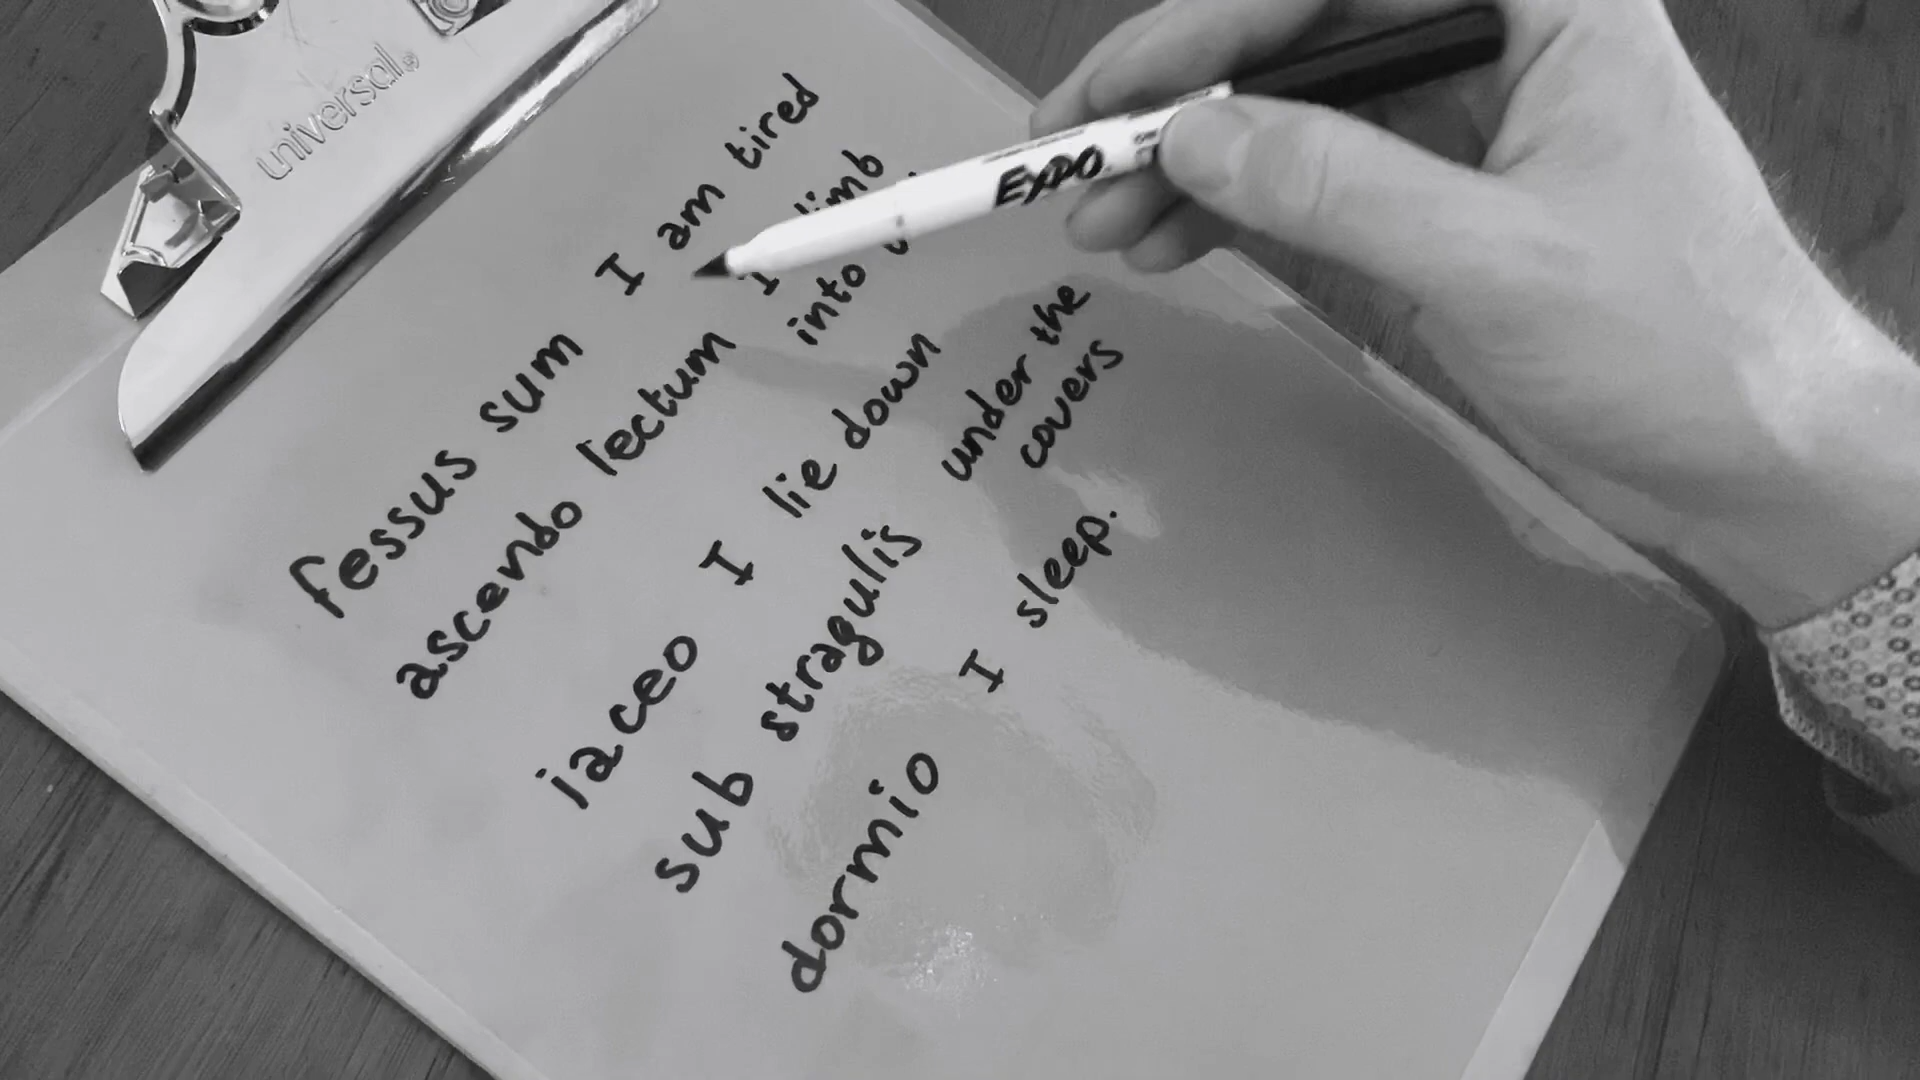 universal®
fessus sum I am tired
ascendo lectum I
into
iaceo I lie down
sub stragulis under the
covers
dormio I sleep.
EXPO